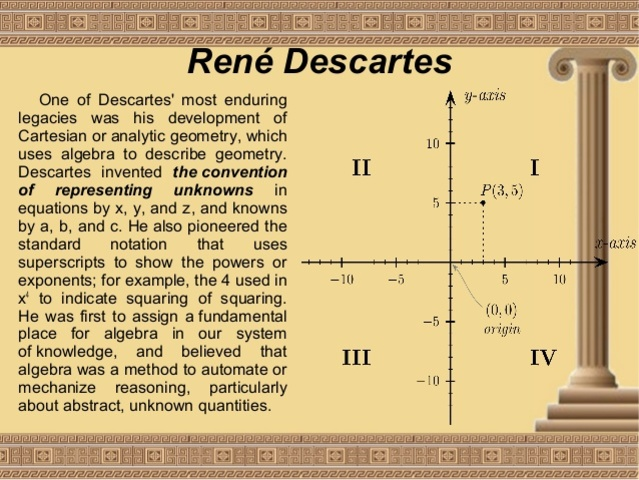 René Descartes
One of Descartes' most enduring
legacies was his development of
Cartesian or analytic geometry, which
uses algebra to describe geometry.
Descartes invented the convention
of representing unknowns in
equations by x, y, and z, and knowns
by a, b, and c. He also pioneered the
standard notation that uses
superscripts to show the powers or
exponents; for example, the 4 used in
x⁴ to indicate squaring of squaring.
He was first to assign a fundamental
place for algebra in our system
of knowledge, and believed that
algebra was a method to automate or
mechanize reasoning, particularly
about abstract, unknown quantities.
y-axis
10
II
I
P(3, 5)
5
x-axis
−10
−5
5
10
(0, 0)
origin
−5
III
IV
−10